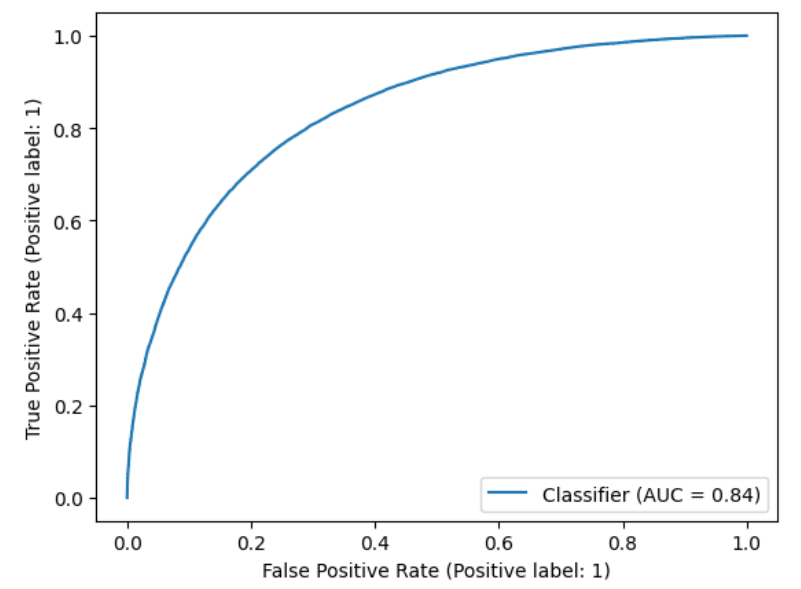 1.0
0.8
0.6
0.4
0.2
0.0
True Positive Rate (Positive label: 1)
Classifier (AUC = 0.84)
0.0 0.2 0.4 0.6 0.8 1.0
False Positive Rate (Positive label: 1)